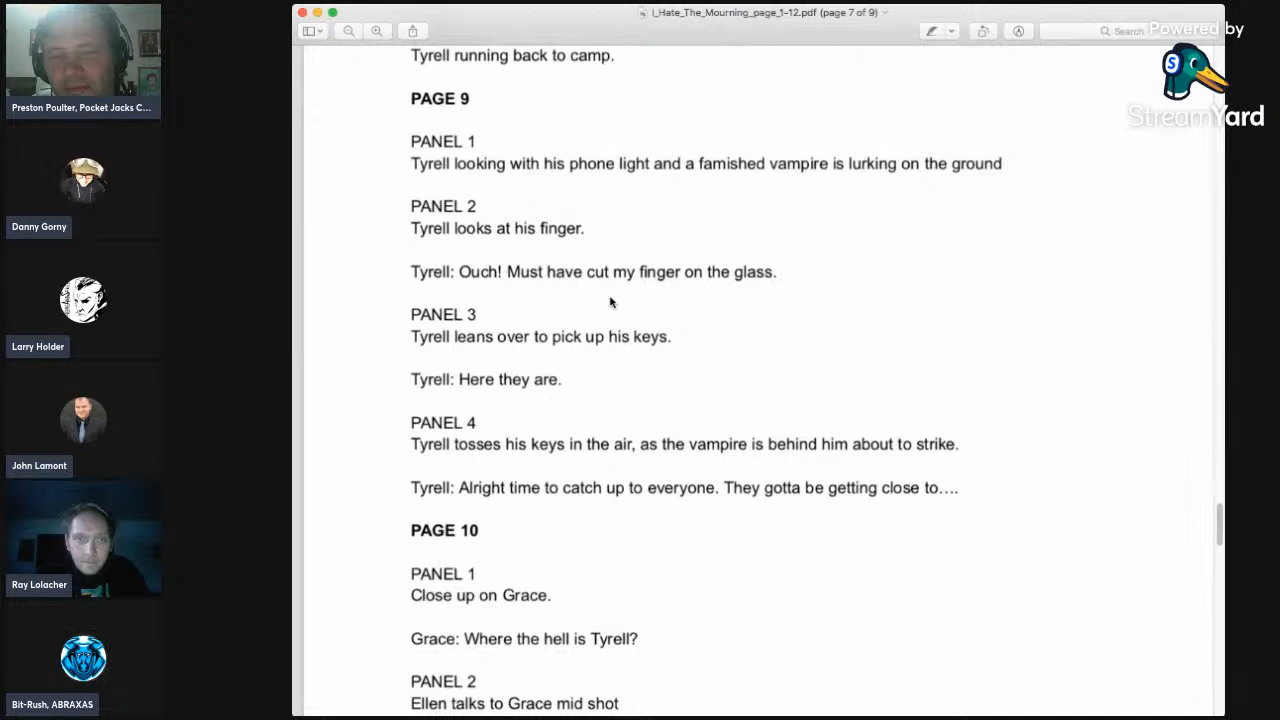 I_Hate_The_Mourning_page_1-12.pdf (page 7 of 9)
Search
Powered by
StreamYard
Preston Poulter, Pocket Jacks C...
Danny Gorny
Larry Holder
John Lamont
Ray Lolacher
Bit-Rush, ABRAXAS
Tyrell running back to camp.
PAGE 9
PANEL 1
Tyrell looking with his phone light and a famished vampire is lurking on the ground
PANEL 2
Tyrell looks at his finger.
Tyrell: Ouch! Must have cut my finger on the glass.
PANEL 3
Tyrell leans over to pick up his keys.
Tyrell: Here they are.
PANEL 4
Tyrell tosses his keys in the air, as the vampire is behind him about to strike.
Tyrell: Alright time to catch up to everyone. They gotta be getting close to….
PAGE 10
PANEL 1
Close up on Grace.
Grace: Where the hell is Tyrell?
PANEL 2
Ellen talks to Grace mid shot